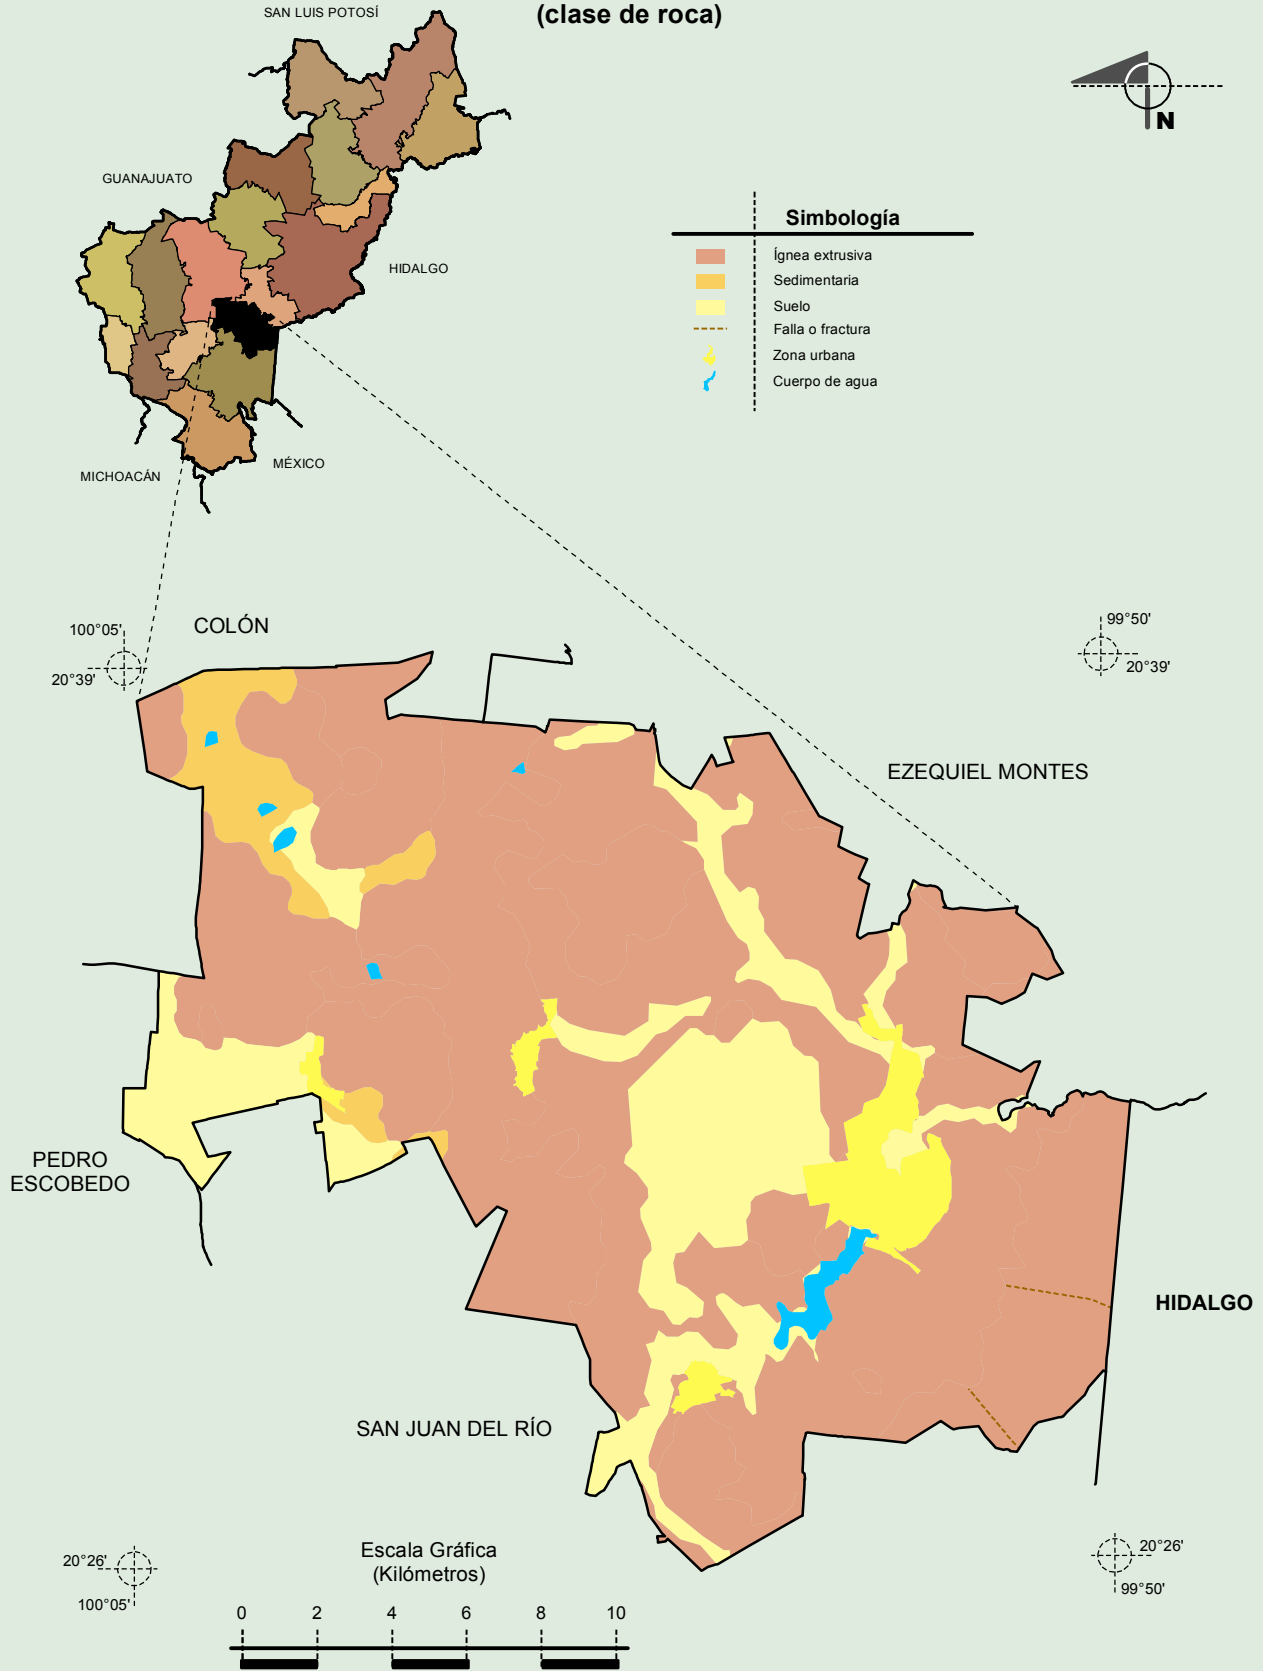 (clase de roca)
SAN LUIS POTOSÍ
GUANAJUATO
HIDALGO
MICHOACÁN
MÉXICO
N
Simbología
Ígnea extrusiva
Sedimentaria
Suelo
Falla o fractura
Zona urbana
Cuerpo de agua
100°05'
20°39'
COLÓN
99°50'
20°39'
EZEQUIEL MONTES
PEDRO
ESCOBEDO
HIDALGO
SAN JUAN DEL RÍO
20°26'
100°05'
Escala Gráfica
(Kilómetros)
0 2 4 6 8 10
20°26'
99°50'